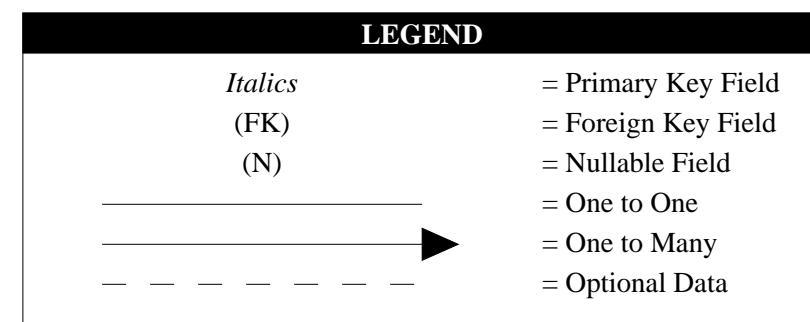 LEGEND
Italics = Primary Key Field
(FK) = Foreign Key Field
(N) = Nullable Field
= One to One
= One to Many
= Optional Data